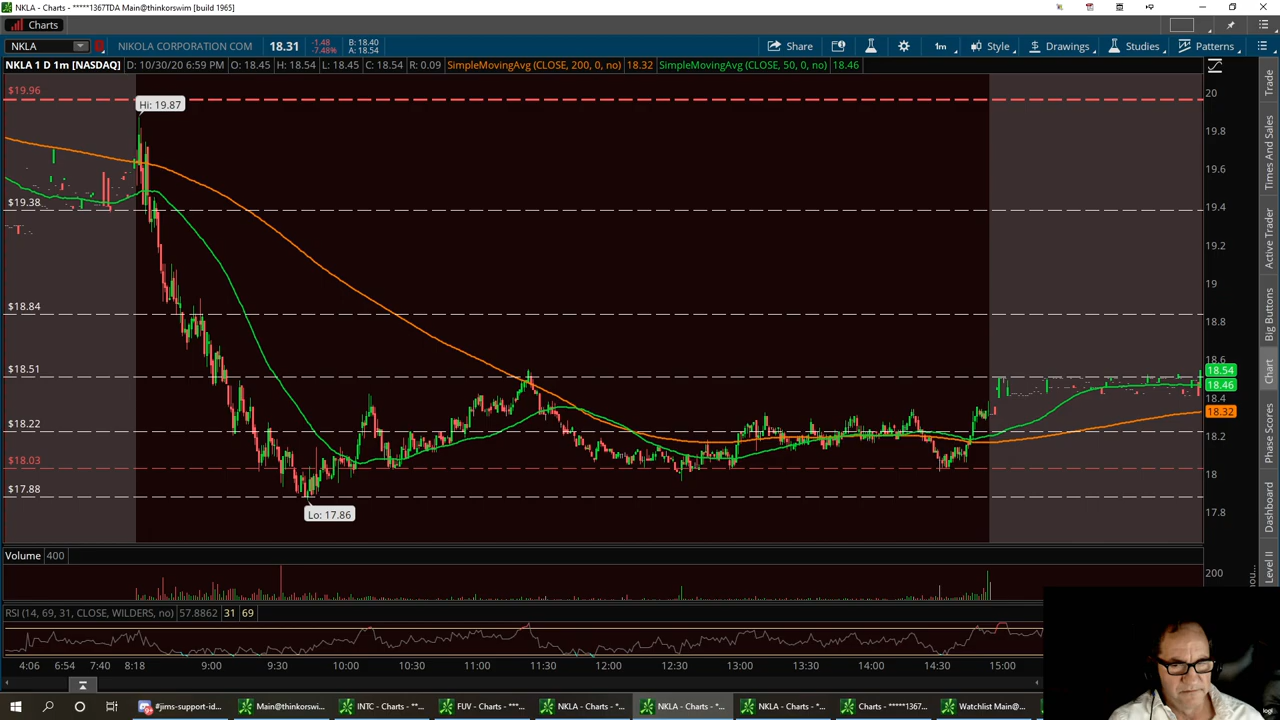 NKLA - Charts - *****1367TDA Main@thinkorswim [build 1965]
Charts
NKLA
NIKOLA CORPORATION COM
18.31
-1.48
-7.48%
B: 18.40
A: 18.54
Share
1m
Style
Drawings
Studies
Patterns
NKLA 1 D 1m [NASDAQ]
D: 10/30/20 6:59 PM
O: 18.45
H: 18.54
L: 18.45
C: 18.54
R: 0.09
SimpleMovingAvg (CLOSE, 200, 0, no)
18.32
SimpleMovingAvg (CLOSE, 50, 0, no)
18.46
$19.96
Hi: 19.87
$19.38
$18.84
$18.51
$18.22
$18.03
$17.88
Lo: 17.86
20
19.8
19.6
19.4
19.2
19
18.8
18.6
18.54
18.46
18.4
18.32
18.2
18
17.8
Trade
Times And Sales
Active Trader
Big Buttons
Chart
Phase Scores
Dashboard
Level II
Volume
400
200
RSI (14, 69, 31, CLOSE, WILDERS, no)
57.8862
31
69
4:06
6:54
7:40
8:18
9:00
9:30
10:00
10:30
11:00
11:30
12:00
12:30
13:00
13:30
14:00
14:30
15:00
#jims-support-id...
Main@thinkorswi...
INTC - Charts - **...
FUV - Charts - ***...
NKLA - Charts - *...
NKLA - Charts - *...
NKLA - Charts - *...
Charts - *****1367...
Watchlist Main@...
logi